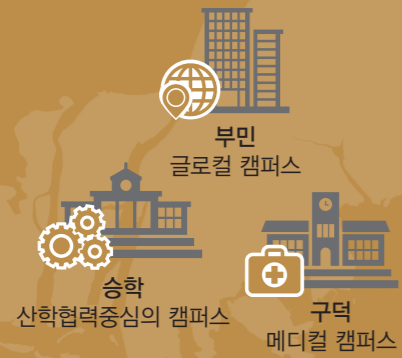 부민
글로컬 캠퍼스
승학
산학협력중심의 캠퍼스
구덕
메디컬 캠퍼스